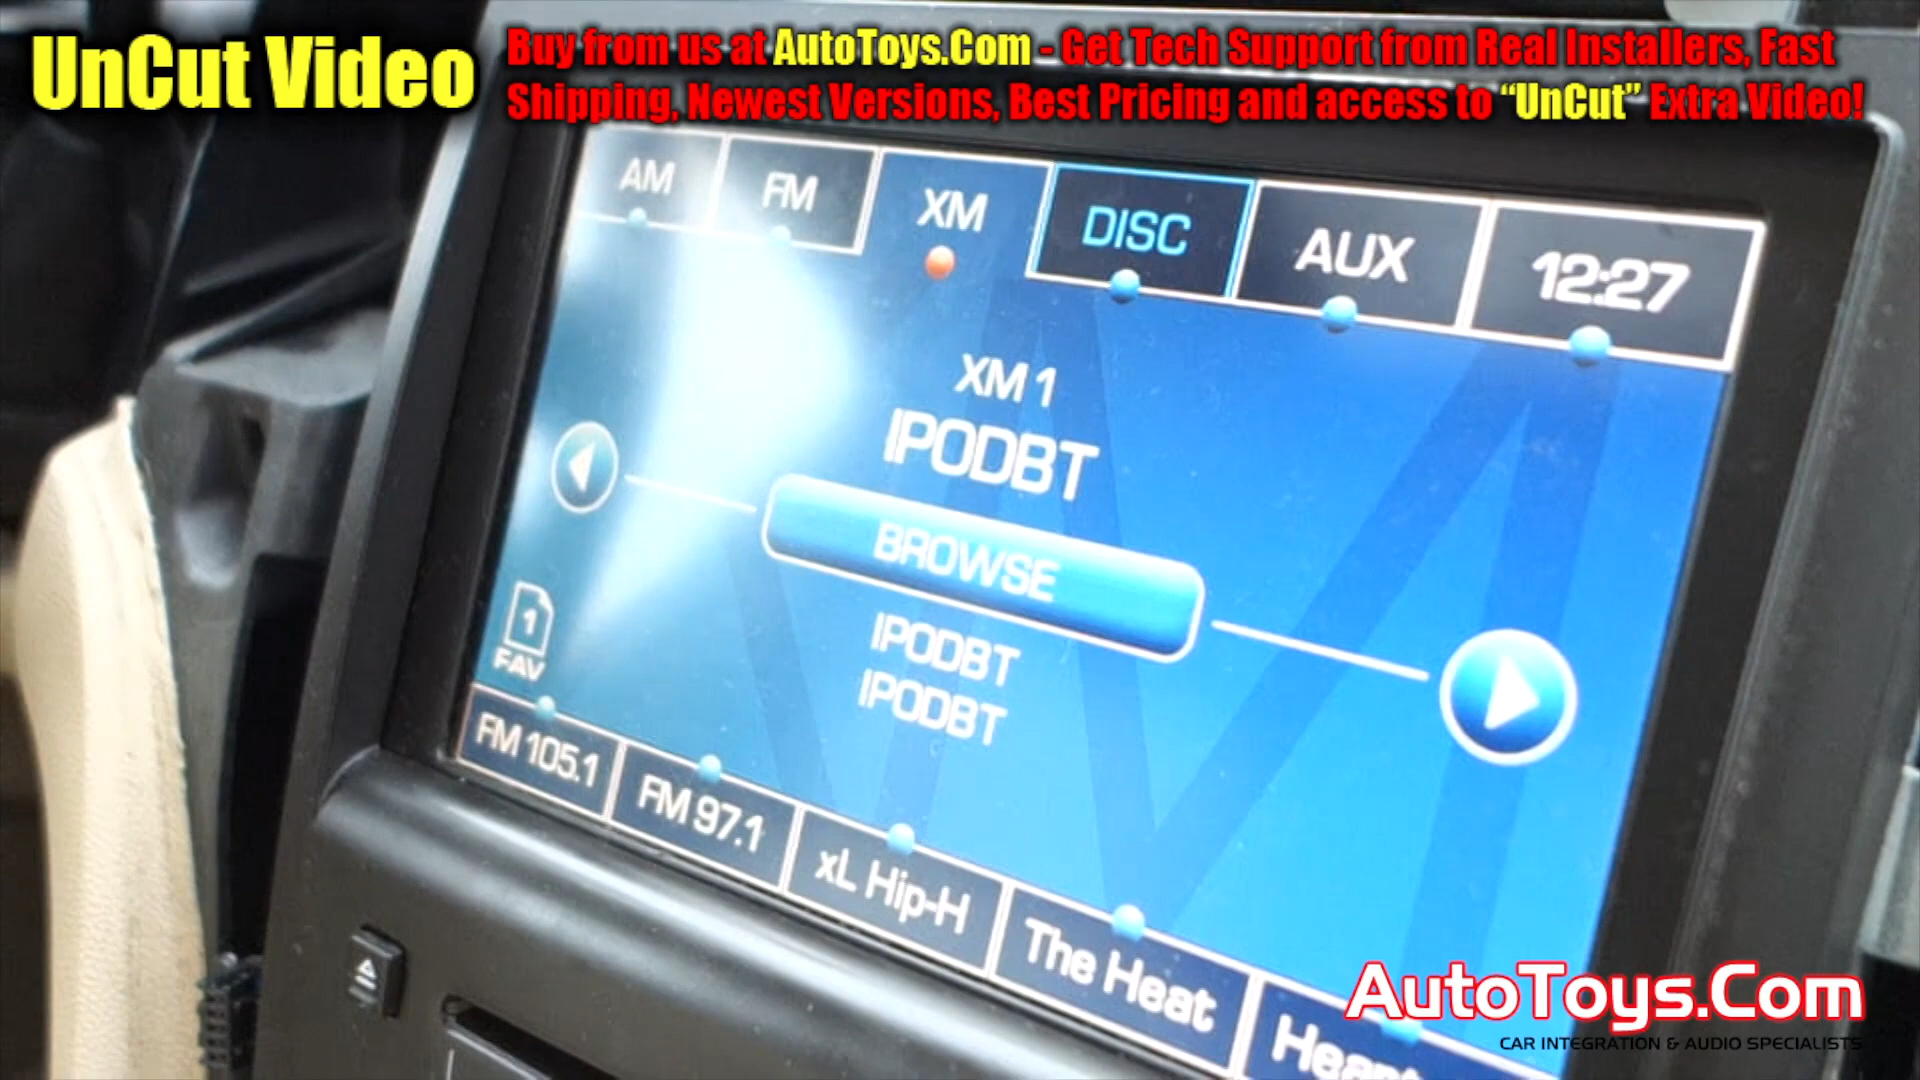 UnCut Video
Buy from us at AutoToys.Com - Get Tech Support from Real Installers, Fast
Shipping, Newest Versions, Best Pricing and access to “UnCut” Extra Video!
AM FM XM DISC AUX 12:27
XM 1
IPODBT
BROWSE
IPODBT
IPODBT
1
FAV
FM 105.1 FM 97.1 xL Hip-H The Heat
AutoToys.Com
CAR INTEGRATION & AUDIO SPECIALISTS